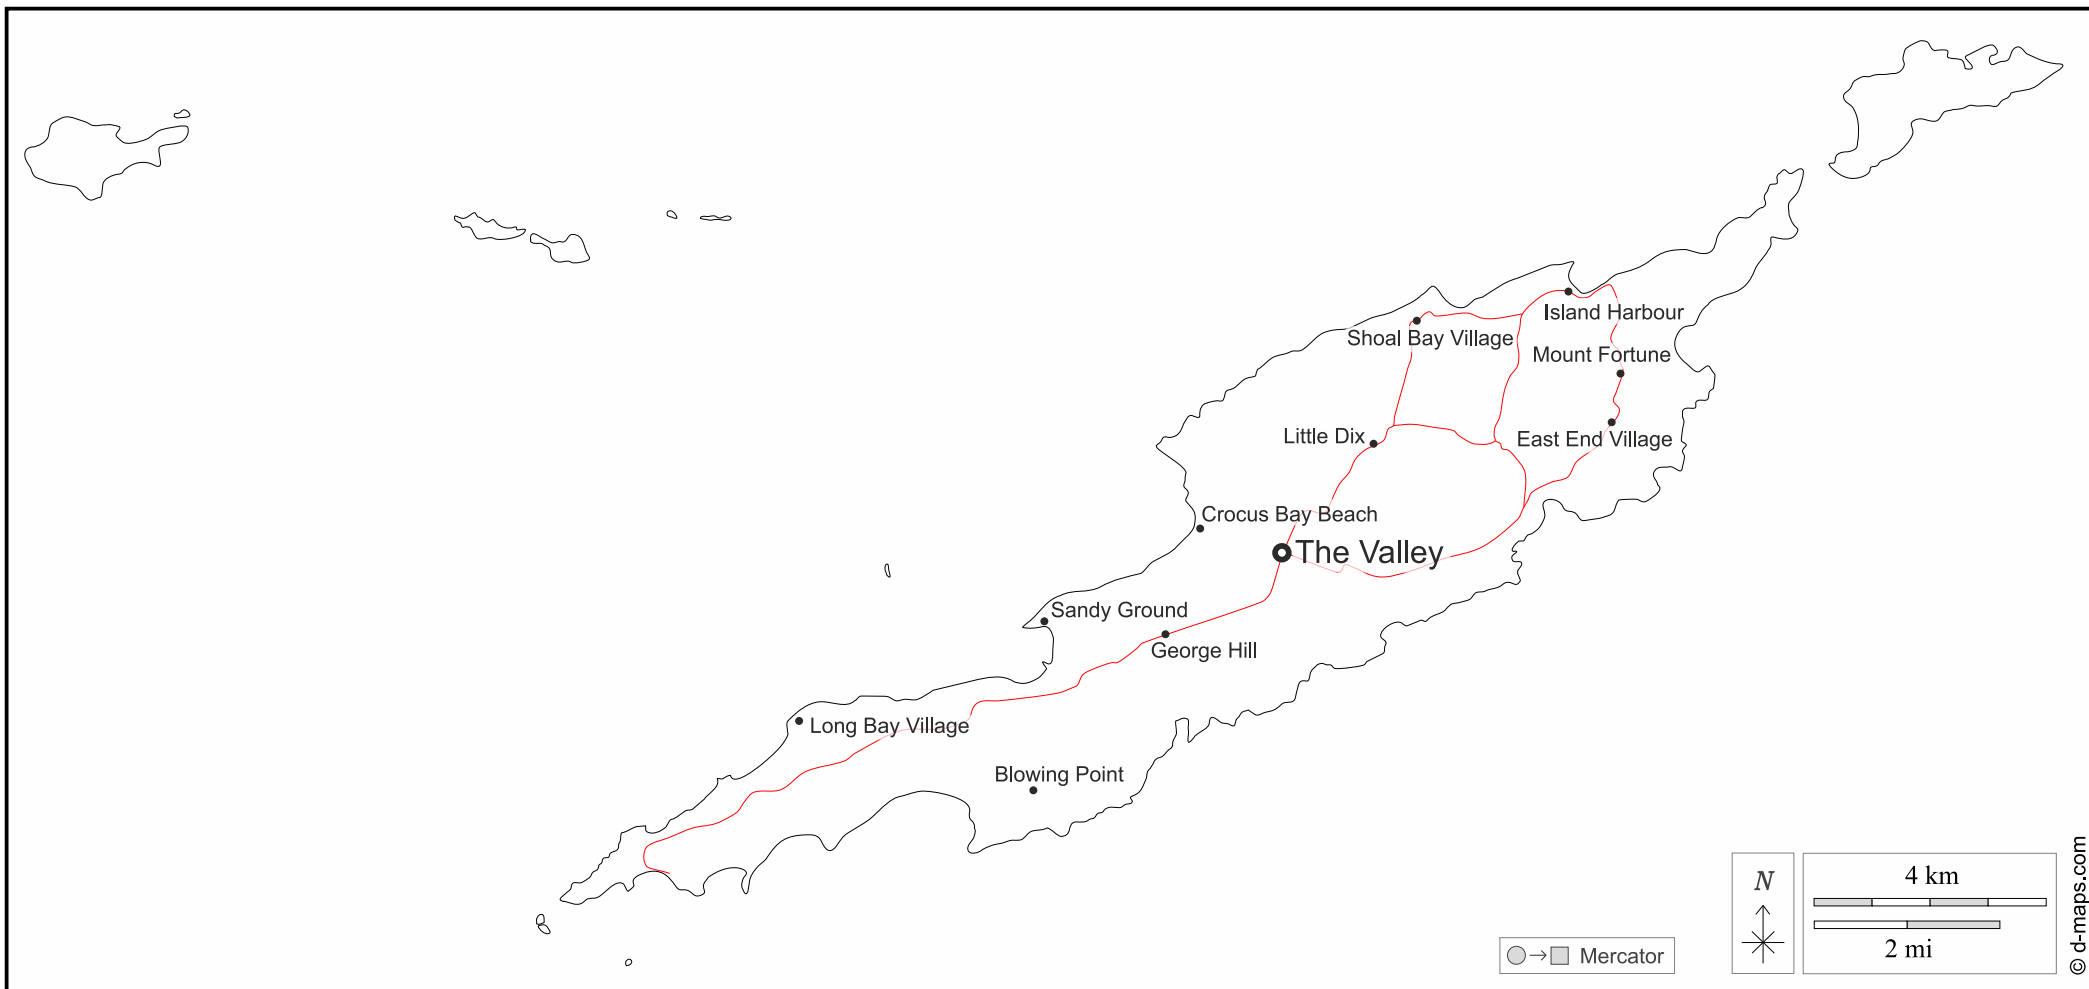 Island Harbour
Shoal Bay Village
Mount Fortune
Little Dix
East End Village
Crocus Bay Beach
The Valley
Sandy Ground
George Hill
Long Bay Village
Blowing Point
N
4 km
2 mi
Mercator
© d-maps.com